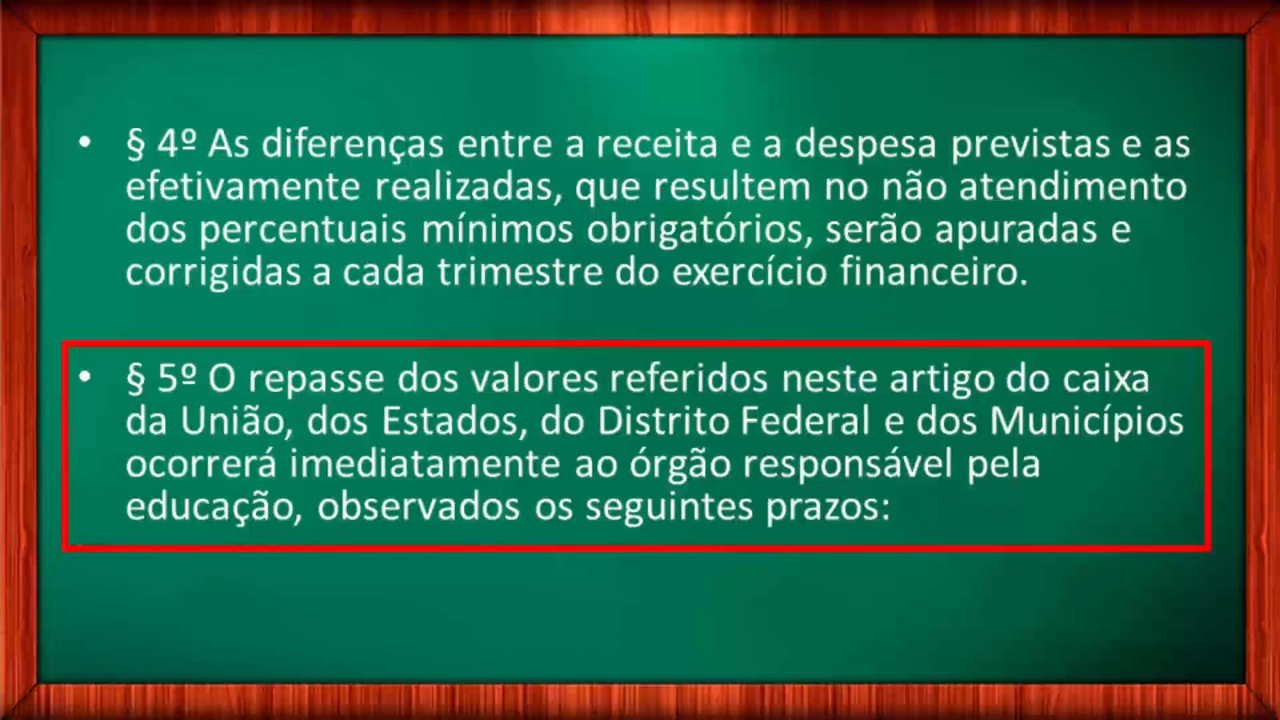 • § 4º As diferenças entre a receita e a despesa previstas e as
efetivamente realizadas, que resultem no não atendimento
dos percentuais mínimos obrigatórios, serão apuradas e
corrigidas a cada trimestre do exercício financeiro.
• § 5º O repasse dos valores referidos neste artigo do caixa
da União, dos Estados, do Distrito Federal e dos Municípios
ocorrerá imediatamente ao órgão responsável pela
educação, observados os seguintes prazos: